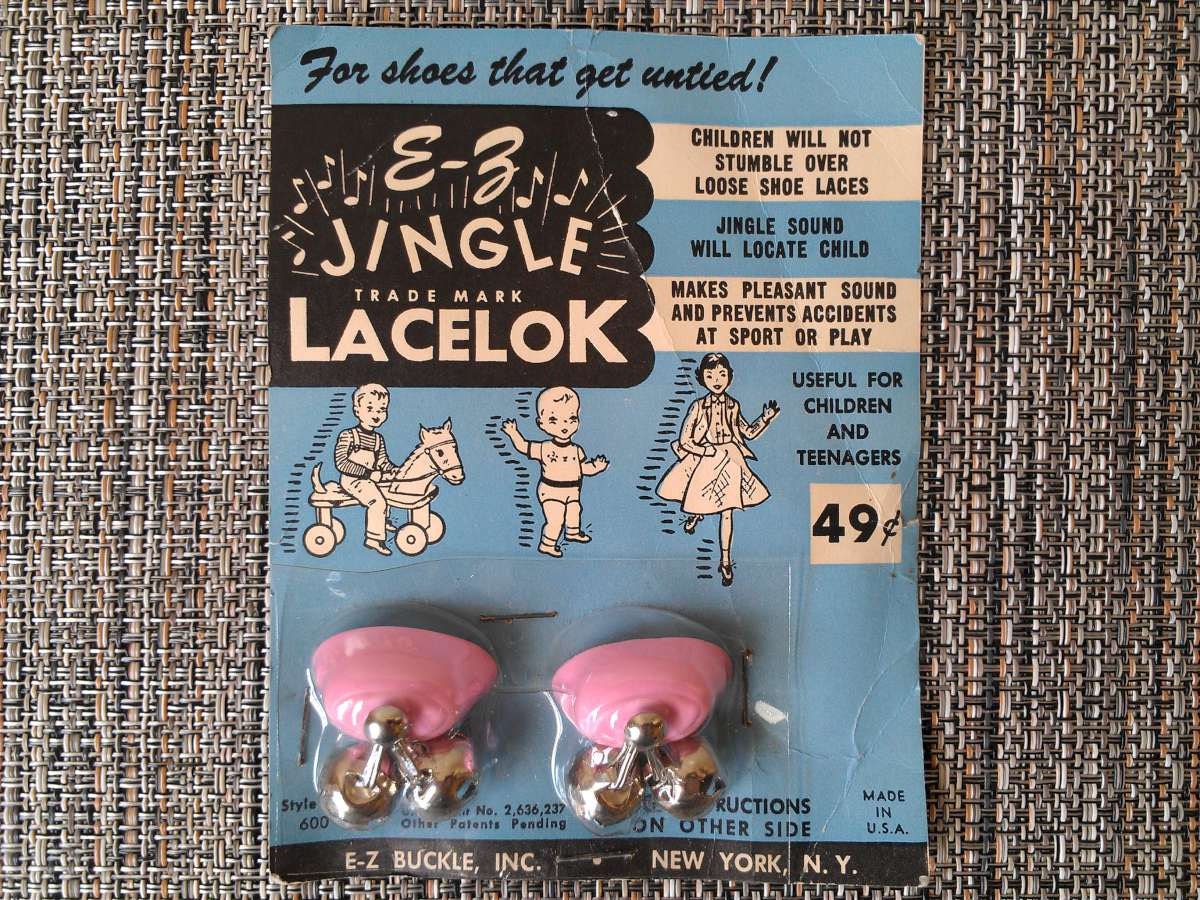 For shoes that get untied!
E-Z
JINGLE
TRADE MARK
LACELOK
CHILDREN WILL NOT
STUMBLE OVER
LOOSE SHOE LACES
JINGLE SOUND
WILL LOCATE CHILD
MAKES PLEASANT SOUND
AND PREVENTS ACCIDENTS
AT SPORT OR PLAY
USEFUL FOR
CHILDREN
AND
TEENAGERS
49¢
Style
600
No. 2,636,237
Other Patents Pending
ON OTHER SIDE
MADE
IN
U.S.A.
E-Z BUCKLE, INC. • NEW YORK, N. Y.